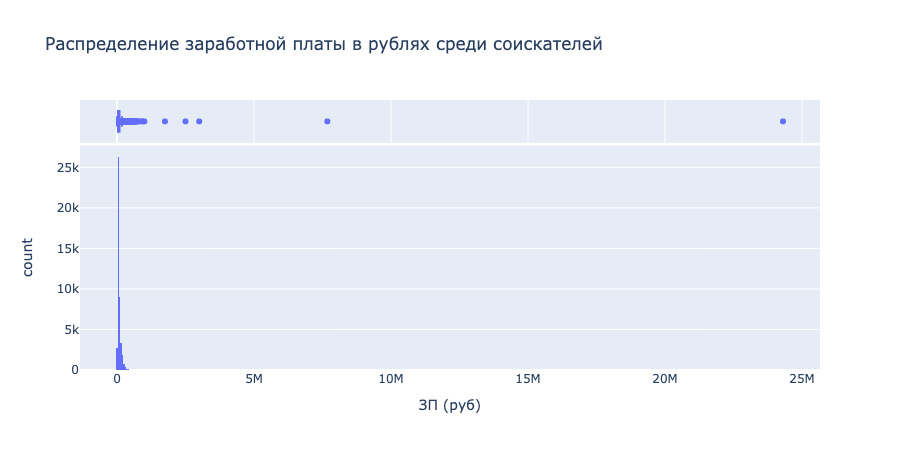 Распределение заработной платы в рублях среди соискателей
25k
20k
15k
10k
5k
0
count
0 5M 10M 15M 20M 25M
ЗП (руб)